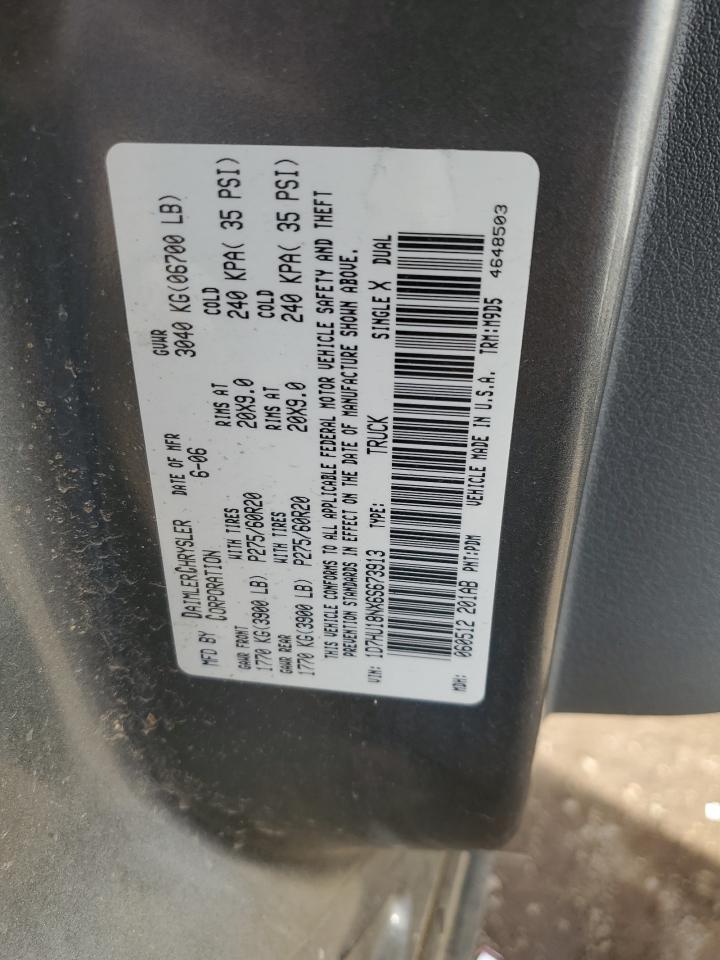 MFD BY DAIMLERCHRYSLER CORPORATION DATE OF MFR 6-06 GVWR 3040 KG(06700 LB)
GAWR FRONT WITH TIRES RIMS AT COLD
1770 KG(3900 LB) P275/60R20 20X9.0 240 KPA( 35 PSI)
GAWR REAR WITH TIRES RIMS AT COLD
1770 KG(3900 LB) P275/60R20 20X9.0 240 KPA( 35 PSI)
THIS VEHICLE CONFORMS TO ALL APPLICABLE FEDERAL MOTOR VEHICLE SAFETY AND THEFT
PREVENTION STANDARDS IN EFFECT ON THE DATE OF MANUFACTURE SHOWN ABOVE.
VIN: 1D7HU18NX6S673913 TYPE: TRUCK SINGLE X DUAL
MDH: 060512 201AB PNT:PDM VEHICLE MADE IN U.S.A. TRM:M9D5 4648503